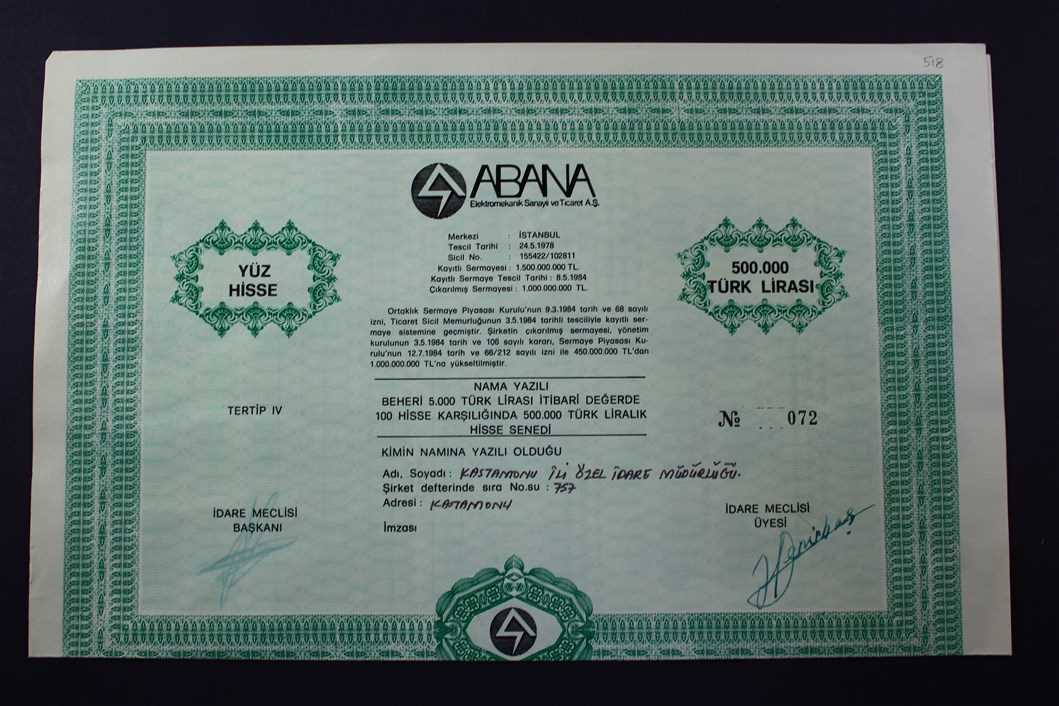 518
ABANA
Elektromekanik Sanayii ve Ticaret A.Ş.
Merkezi : İSTANBUL
Tescil Tarihi : 24.5.1978
Sicil No. : 155422/102811
Kayıtlı Sermayesi : 1.500.000.000 TL.
Kayıtlı Sermaye Tescil Tarihi : 8.5.1984
Çıkarılmış Sermayesi : 1.000.000.000 TL.
YÜZ
HİSSE
500.000
TÜRK LİRASI
Ortaklık Sermaye Piyasası Kurulu'nun 9.3.1984 tarih ve 68 sayılı
izni, Ticaret Sicil Memurluğunun 3.5.1984 tarihli tesciliyle kayıtlı ser-
maye sistemine geçmiştir. Şirketin çıkarılmış sermayesi, yönetim
kurulunun 3.5.1984 tarih ve 106 sayılı kararı, Sermaye Piyasası Ku-
rulu'nun 12.7.1984 tarih ve 66/212 sayılı izni ile 450.000.000 TL'dan
1.000.000.000 TL'na yükseltilmiştir.
NAMA YAZILI
BEHERİ 5.000 TÜRK LİRASI İTİBARİ DEĞERDE
100 HİSSE KARŞILIĞINDA 500.000 TÜRK LİRALIK
HİSSE SENEDİ
TERTİP IV
№ 072
KİMİN NAMINA YAZILI OLDUĞU
Adı, Soyadı : KASTAMONU İLİ ÖZEL İDARE MÜDÜRLÜĞÜ.
Şirket defterinde sıra No.su : 757
Adresi : KASTAMONU
İmzası
İDARE MECLİSİ
BAŞKANI
İDARE MECLİSİ
ÜYESİ